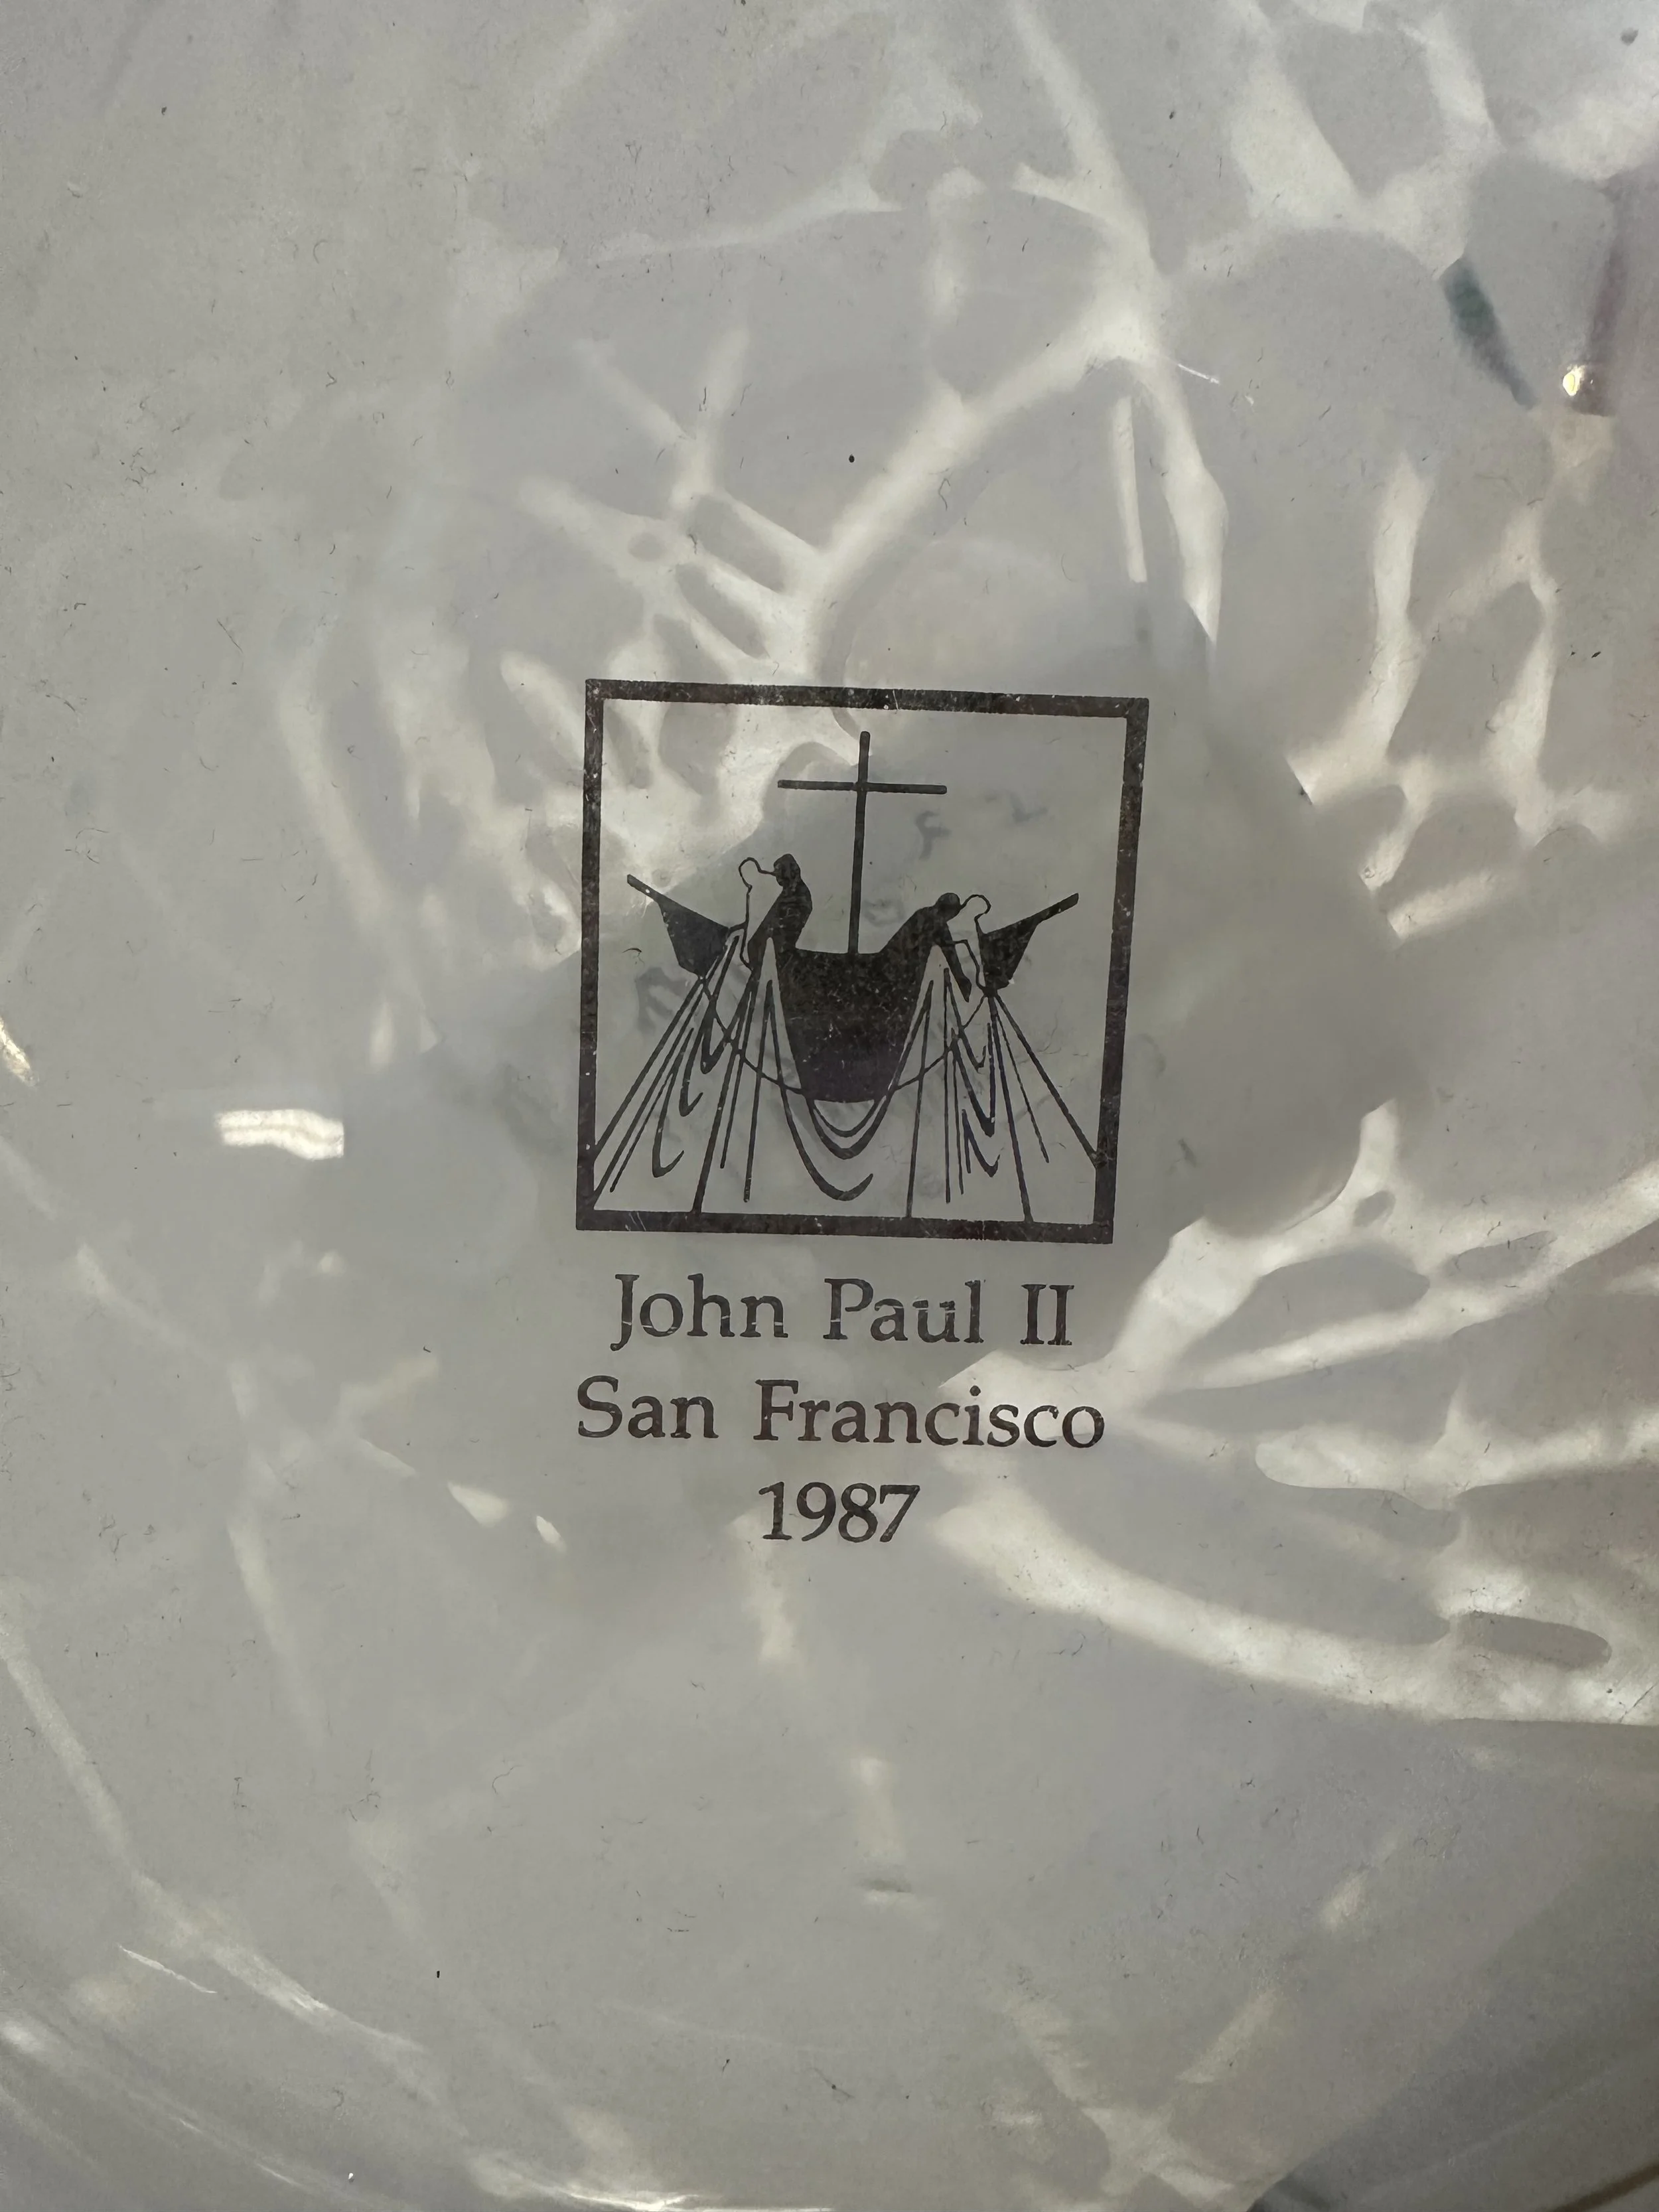 John Paul II
San Francisco
1987